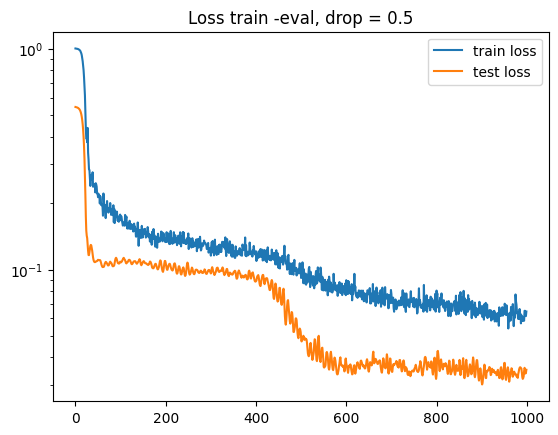 Loss train -eval, drop = 0.5
train loss
test loss
10⁰
10⁻¹
0 200 400 600 800 1000